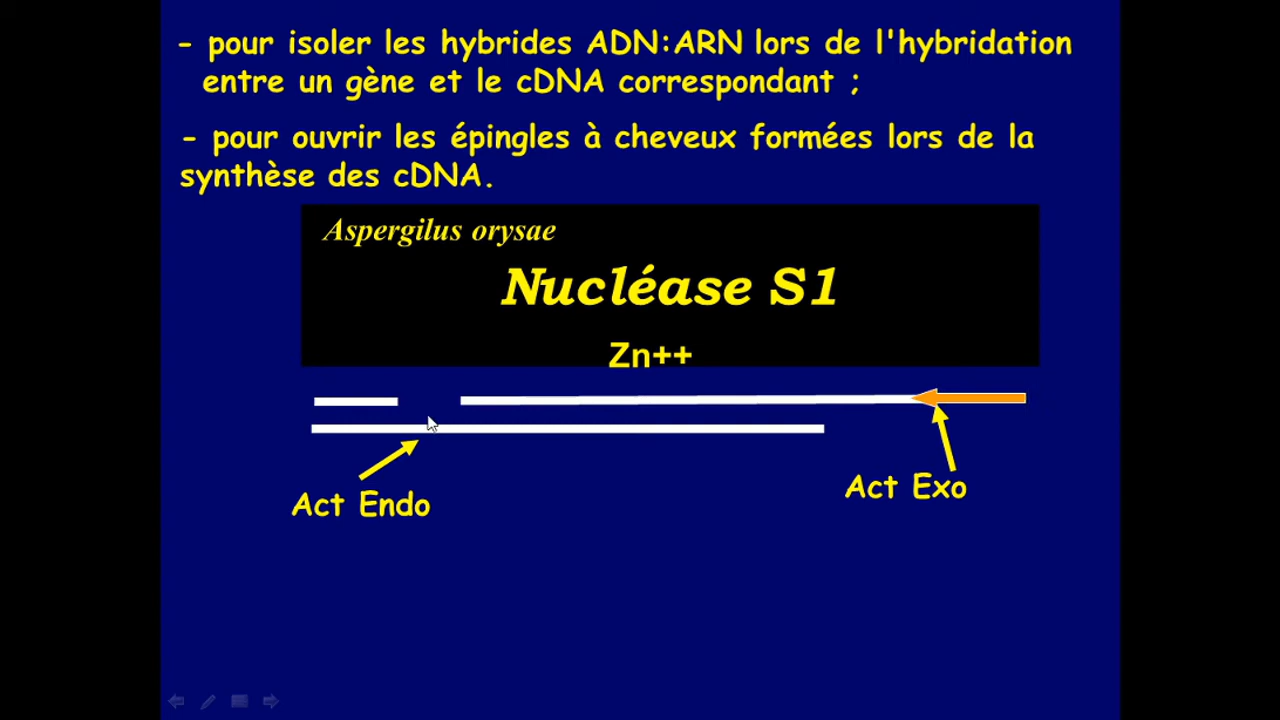 - pour isoler les hybrides ADN:ARN lors de l'hybridation
entre un gène et le cDNA correspondant ;
- pour ouvrir les épingles à cheveux formées lors de la
synthèse des cDNA.
Aspergilus orysae
Nucléase S1
Zn++
Act Endo
Act Exo